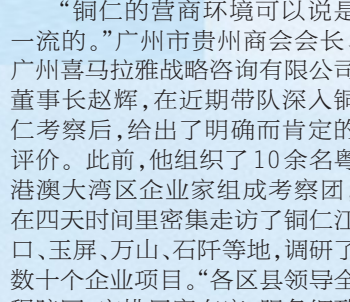 “铜仁的营商环境可以说是
一流的。”广州市贵州商会会长
广州喜马拉雅战略咨询有限公司
董事长赵辉,在近期带队深入铜
仁考察后,给出了明确而肯定的
评价。此前,他组织了10余名粤
港澳大湾区企业家组成考察团
在四天时间里密集走访了铜仁江
口、玉屏、万山、石阡等地,调研了
数十个企业项目。“各区县领导全